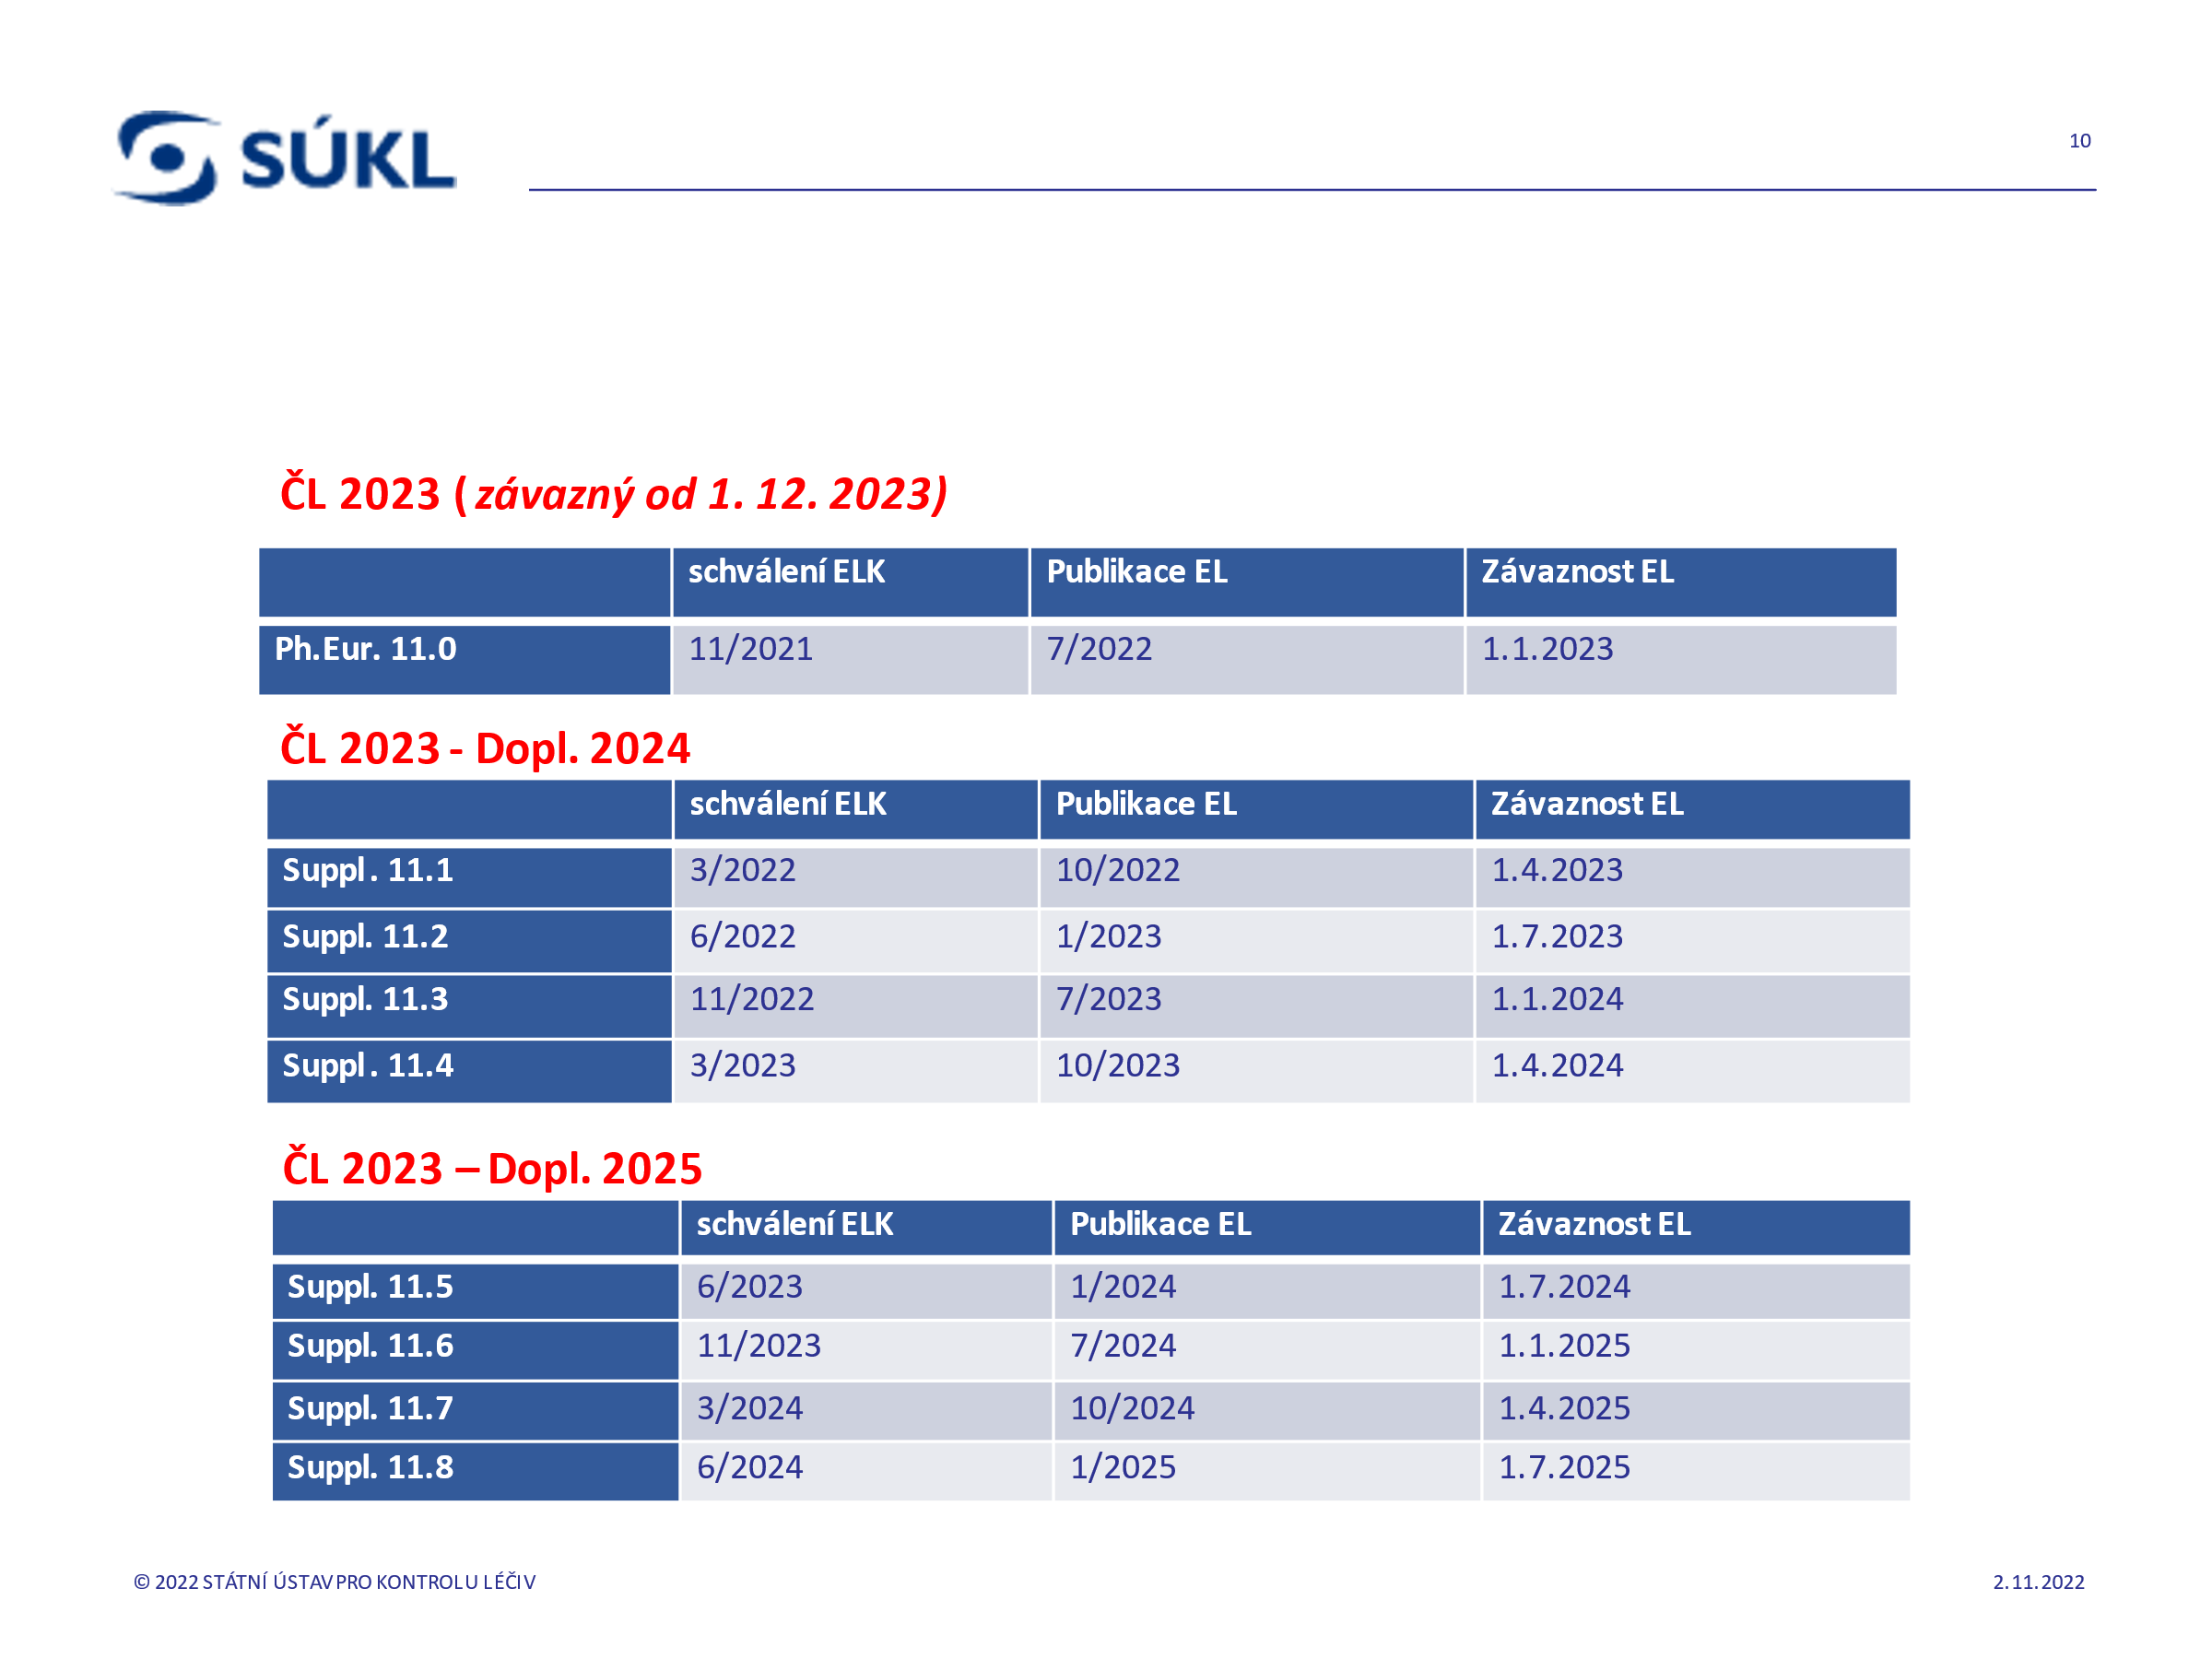 SÚKL
10
ČL 2023 (závazný od 1. 12. 2023)
schválení ELK Publikace EL Závaznost EL
Ph.Eur. 11.0 11/2021 7/2022 1.1.2023
ČL 2023 - Dopl. 2024
schválení ELK Publikace EL Závaznost EL
Suppl. 11.1 3/2022 10/2022 1.4.2023
Suppl. 11.2 6/2022 1/2023 1.7.2023
Suppl. 11.3 11/2022 7/2023 1.1.2024
Suppl. 11.4 3/2023 10/2023 1.4.2024
ČL 2023 – Dopl. 2025
schválení ELK Publikace EL Závaznost EL
Suppl. 11.5 6/2023 1/2024 1.7.2024
Suppl. 11.6 11/2023 7/2024 1.1.2025
Suppl. 11.7 3/2024 10/2024 1.4.2025
Suppl. 11.8 6/2024 1/2025 1.7.2025
© 2022 STÁTNÍ ÚSTAV PRO KONTROLU LÉČIV 2.11.2022